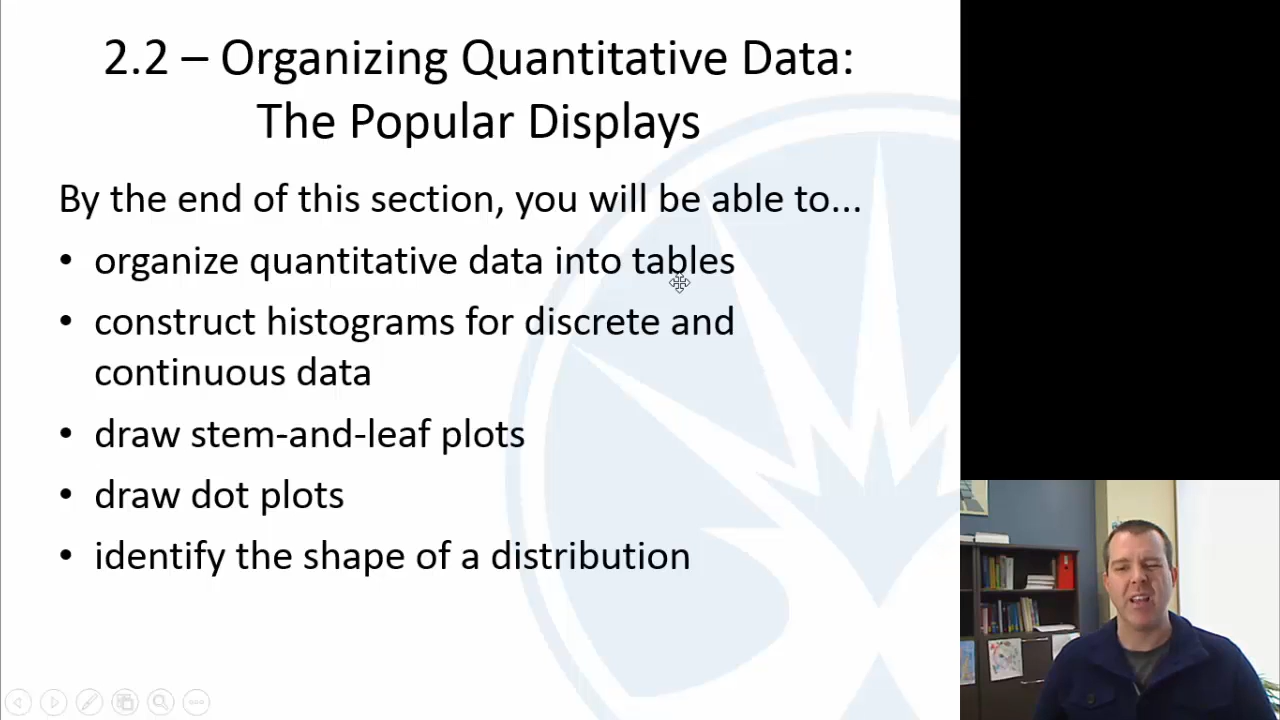 2.2 – Organizing Quantitative Data:
The Popular Displays
By the end of this section, you will be able to...
• organize quantitative data into tables
• construct histograms for discrete and
continuous data
• draw stem-and-leaf plots
• draw dot plots
• identify the shape of a distribution